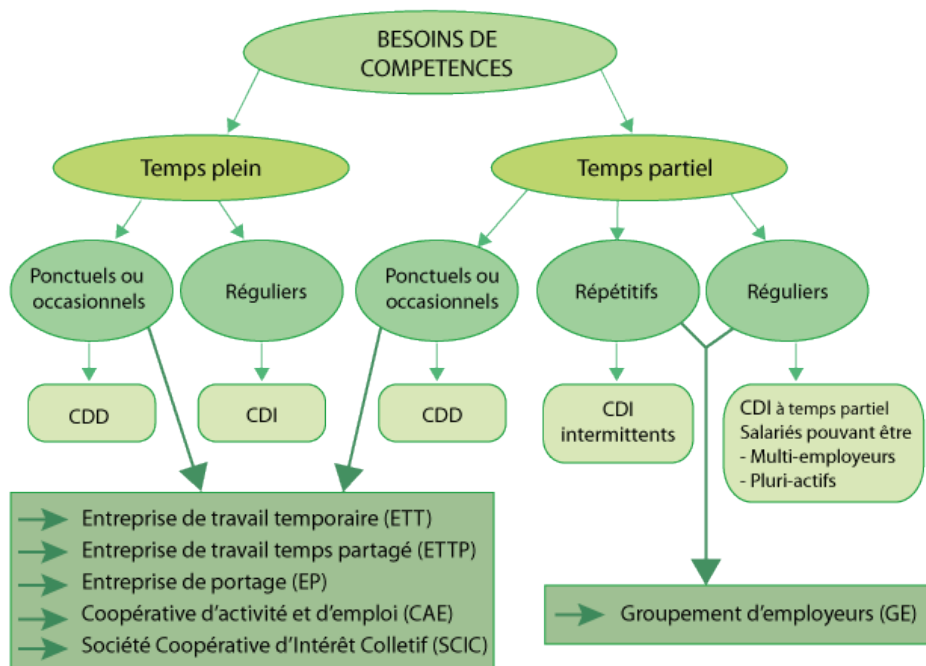 BESOINS DE
COMPETENCES
Temps plein
Temps partiel
Ponctuels ou
occasionnels
Réguliers
Ponctuels ou
occasionnels
Répétitifs
Réguliers
CDD
CDI
CDD
CDI
intermittents
CDI à temps partiel
Salariés pouvant être
- Multi-employeurs
- Pluri-actifs
Entreprise de travail temporaire (ETT)
Entreprise de travail temps partagé (ETTP)
Entreprise de portage (EP)
Coopérative d'activité et d'emploi (CAE)
Société Coopérative d'Intérêt Colletif (SCIC)
Groupement d'employeurs (GE)